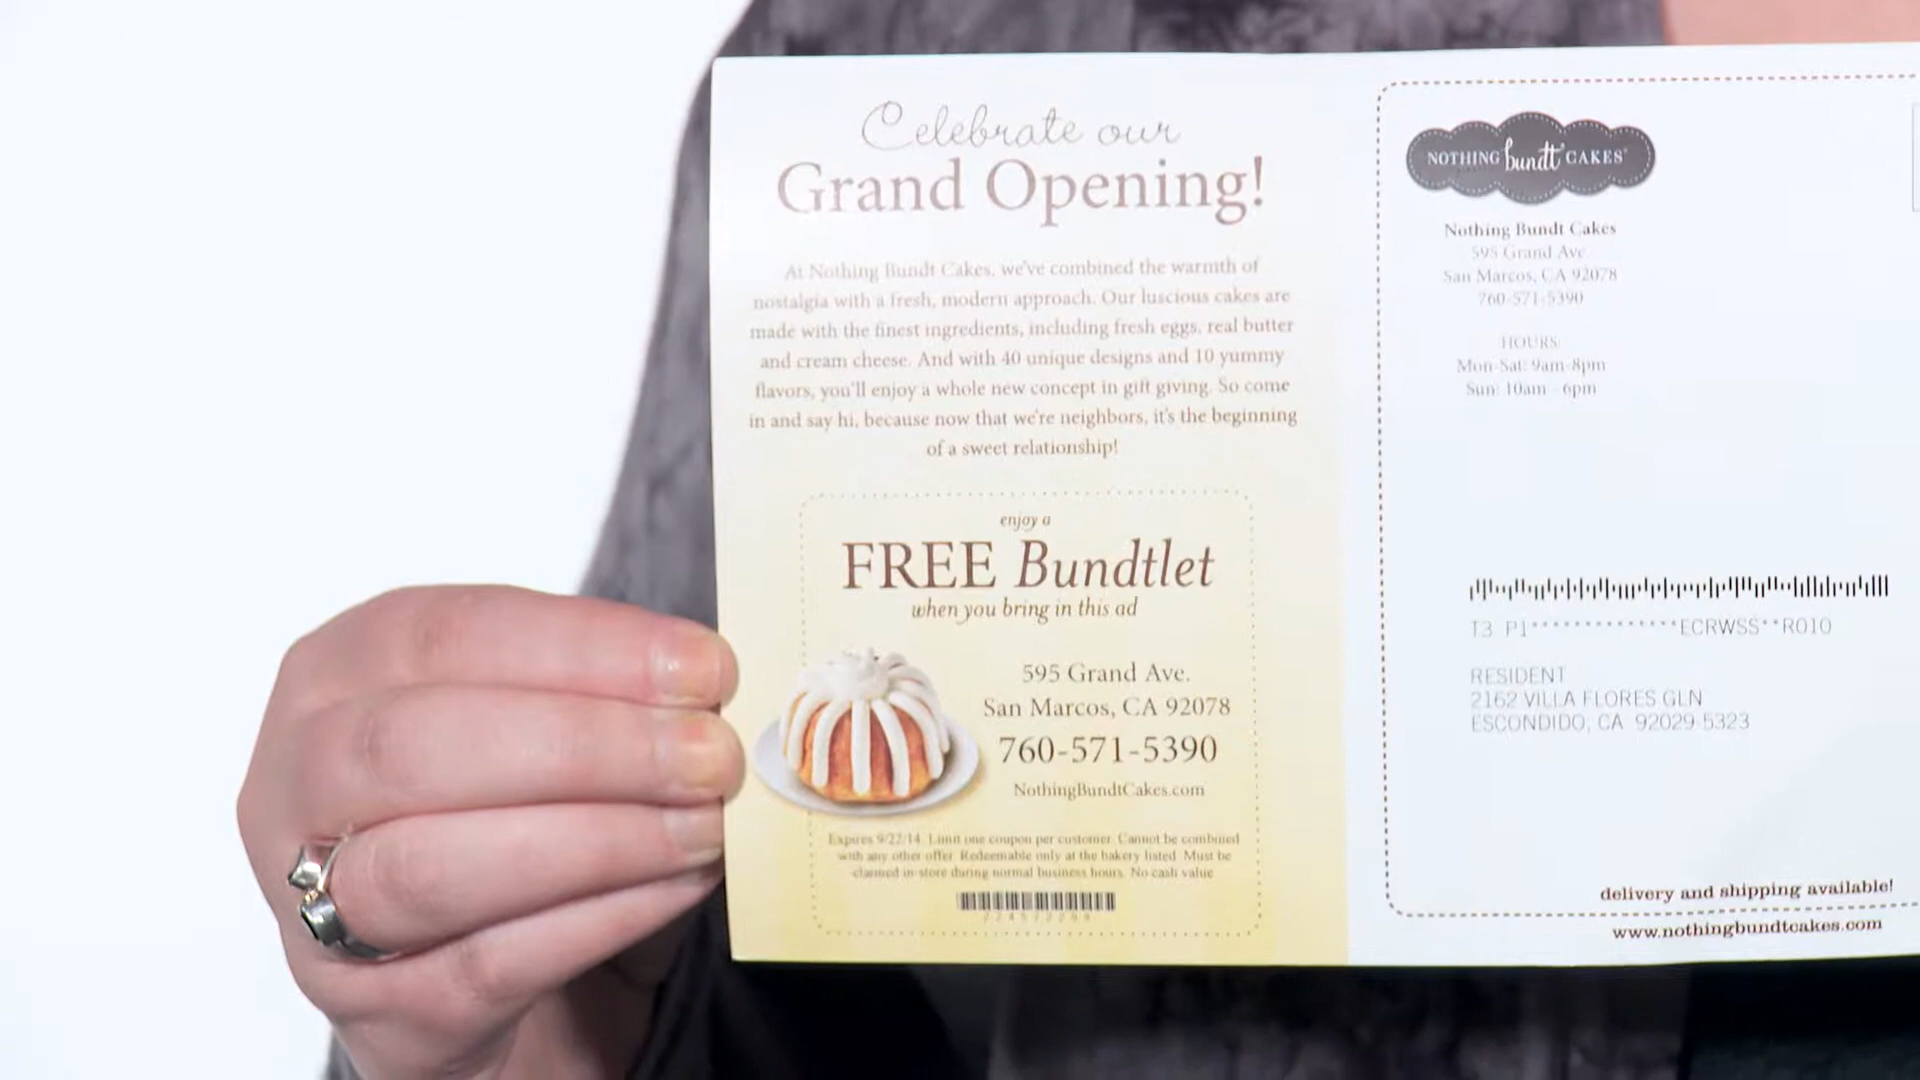 Celebrate our
Grand Opening!
At Nothing Bundt Cakes, we've combined the warmth of
nostalgia with a fresh, modern approach. Our luscious cakes are
made with the finest ingredients, including fresh eggs, real butter
and cream cheese. And with 40 unique designs and 10 yummy
flavors, you'll enjoy a whole new concept in gift giving. So come
in and say hi, because now that we're neighbors, it's the beginning
of a sweet relationship!
enjoy a
FREE Bundtlet
when you bring in this ad
595 Grand Ave.
San Marcos, CA 92078
760-571-5390
NothingBundtCakes.com
Expires 9/22/14. Limit one coupon per customer. Cannot be combined
with any other offer. Redeemable only at the bakery listed. Must be
claimed in-store during normal business hours. No cash value
NOTHING bundt CAKES
Nothing Bundt Cakes
595 Grand Ave
San Marcos, CA 92078
760-571-5390
HOURS:
Mon-Sat: 9am-8pm
Sun: 10am - 6pm
T3 P1**************ECRWSS**R010
RESIDENT
2162 VILLA FLORES GLN
ESCONDIDO, CA 92029-5323
delivery and shipping available!
www.nothingbundtcakes.com